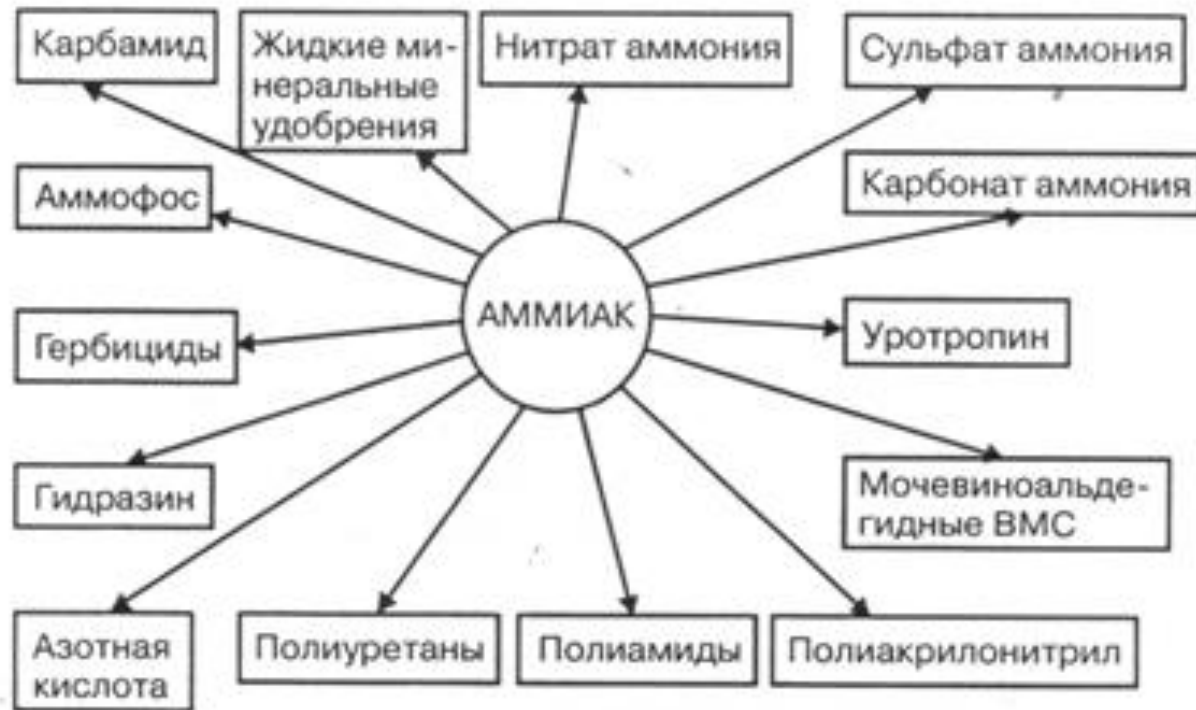 Карбамид
Жидкие ми-
неральные
удобрения
Нитрат аммония
Сульфат аммония
Аммофос
Карбонат аммония
АММИАК
Гербициды
Уротропин
Гидразин
Мочевиноальде-
гидные ВМС
Азотная
кислота
Полиуретаны
Полиамиды
Полиакрилонитрил